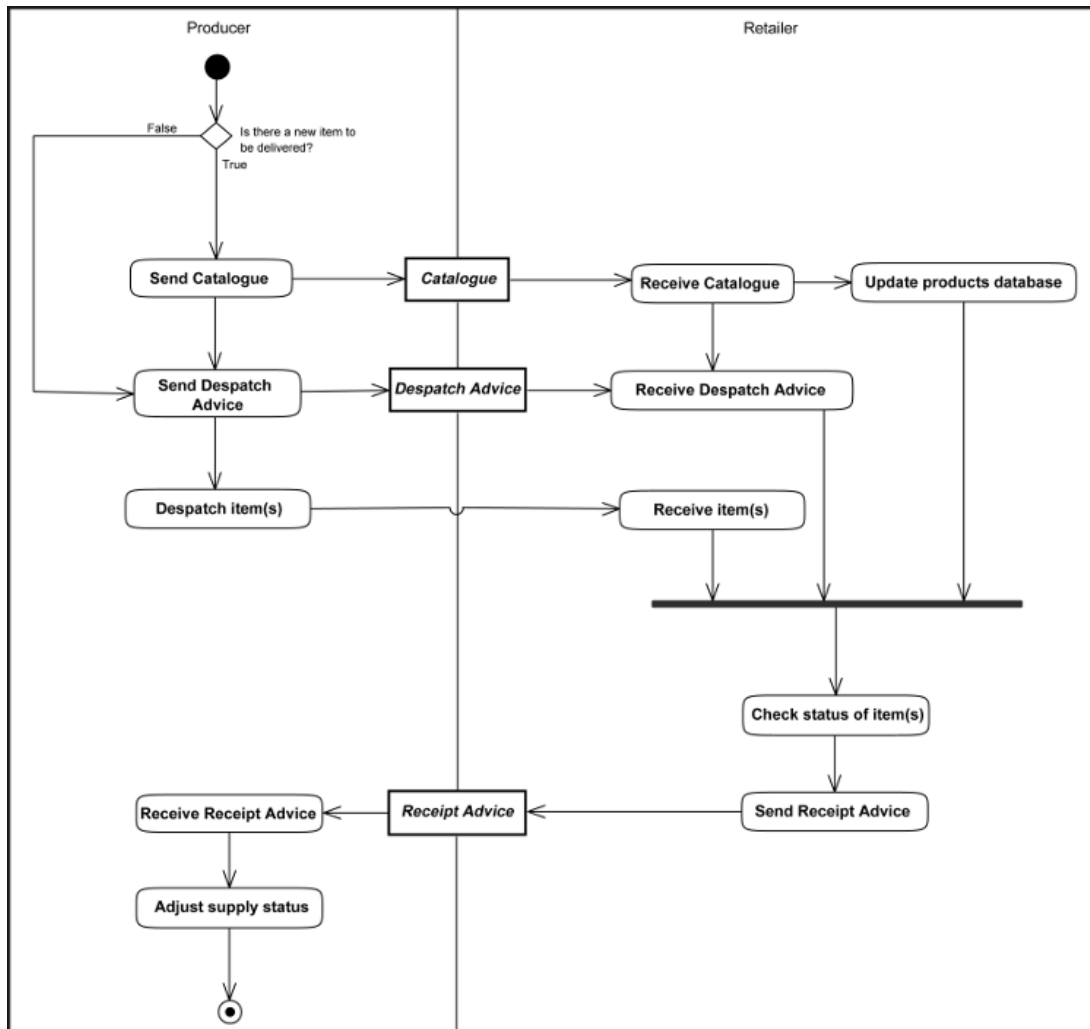 Producer
Retailer
False
Is there a new item to
be delivered?
True
Send Catalogue
Catalogue
Receive Catalogue
Update products database
Send Despatch
Advice
Despatch Advice
Receive Despatch Advice
Despatch item(s)
Receive item(s)
Check status of item(s)
Receive Receipt Advice
Receipt Advice
Send Receipt Advice
Adjust supply status